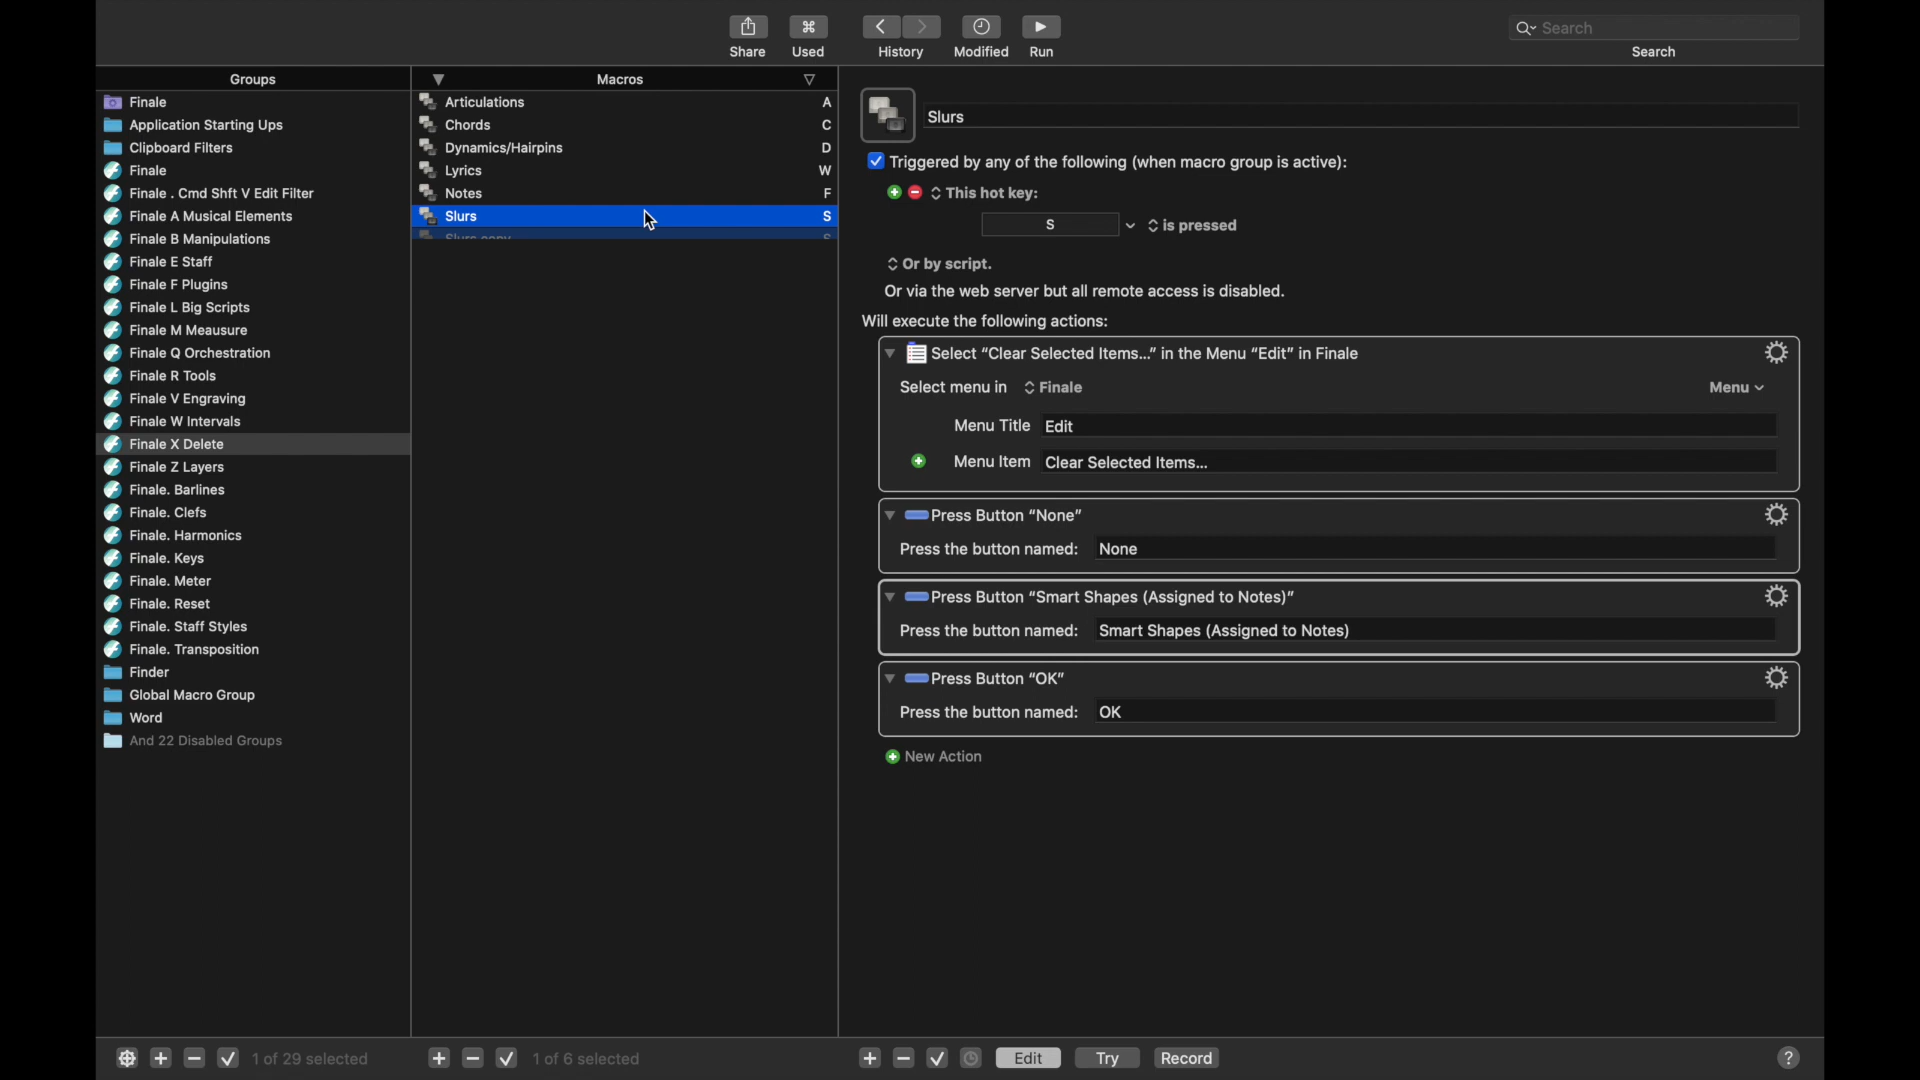 Share
Used
History
Modified
Run
Search
Search
Groups
Macros
Finale
Application Starting Ups
Clipboard Filters
Finale
Finale . Cmd Shft V Edit Filter
Finale A Musical Elements
Finale B Manipulations
Finale E Staff
Finale F Plugins
Finale L Big Scripts
Finale M Meausure
Finale Q Orchestration
Finale R Tools
Finale V Engraving
Finale W Intervals
Finale X Delete
Finale Z Layers
Finale. Barlines
Finale. Clefs
Finale. Harmonics
Finale. Keys
Finale. Meter
Finale. Reset
Finale. Staff Styles
Finale. Transposition
Finder
Global Macro Group
Word
And 22 Disabled Groups
Articulations A
Chords C
Dynamics/Hairpins D
Lyrics W
Notes F
Slurs S
Slurs copy S
Slurs
Triggered by any of the following (when macro group is active):
This hot key:
S is pressed
Or by script.
Or via the web server but all remote access is disabled.
Will execute the following actions:
Select “Clear Selected Items...” in the Menu “Edit” in Finale
Select menu in Finale Menu
Menu Title Edit
Menu Item Clear Selected Items...
Press Button “None”
Press the button named: None
Press Button “Smart Shapes (Assigned to Notes)”
Press the button named: Smart Shapes (Assigned to Notes)
Press Button “OK”
Press the button named: OK
New Action
1 of 29 selected
1 of 6 selected
Edit
Try
Record
?